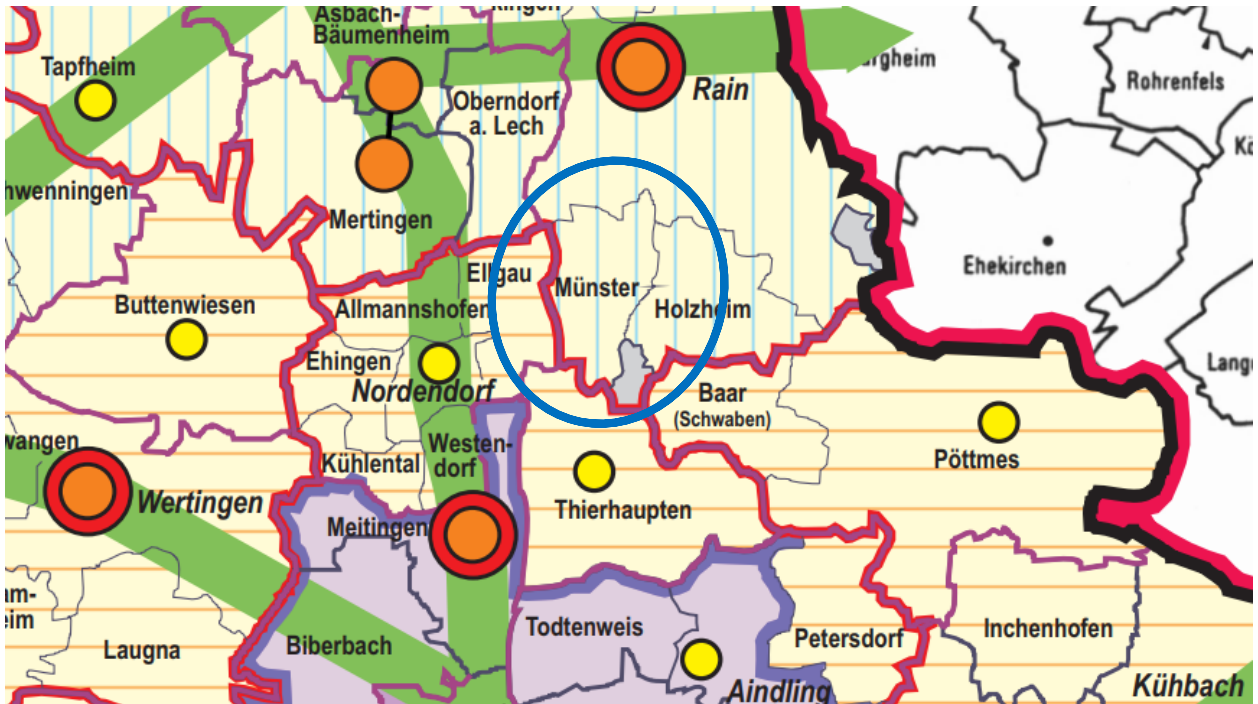 Asbach-
Bäumenheim
Tapfheim
Rain
Oberndorf
a. Lech
Rohrenfels
Mertingen
Ehekirchen
Ellgau
Münster
Holzheim
Buttenwiesen
Allmannshofen
Ehingen
Nordendorf
Baar
(Schwaben)
Westen-
dorf
Kühlental
Pöttmes
Wertingen
Thierhaupten
Meitingen
Todtenweis
Petersdorf
Inchenhofen
Biberbach
Laugna
Aindling
Kühbach